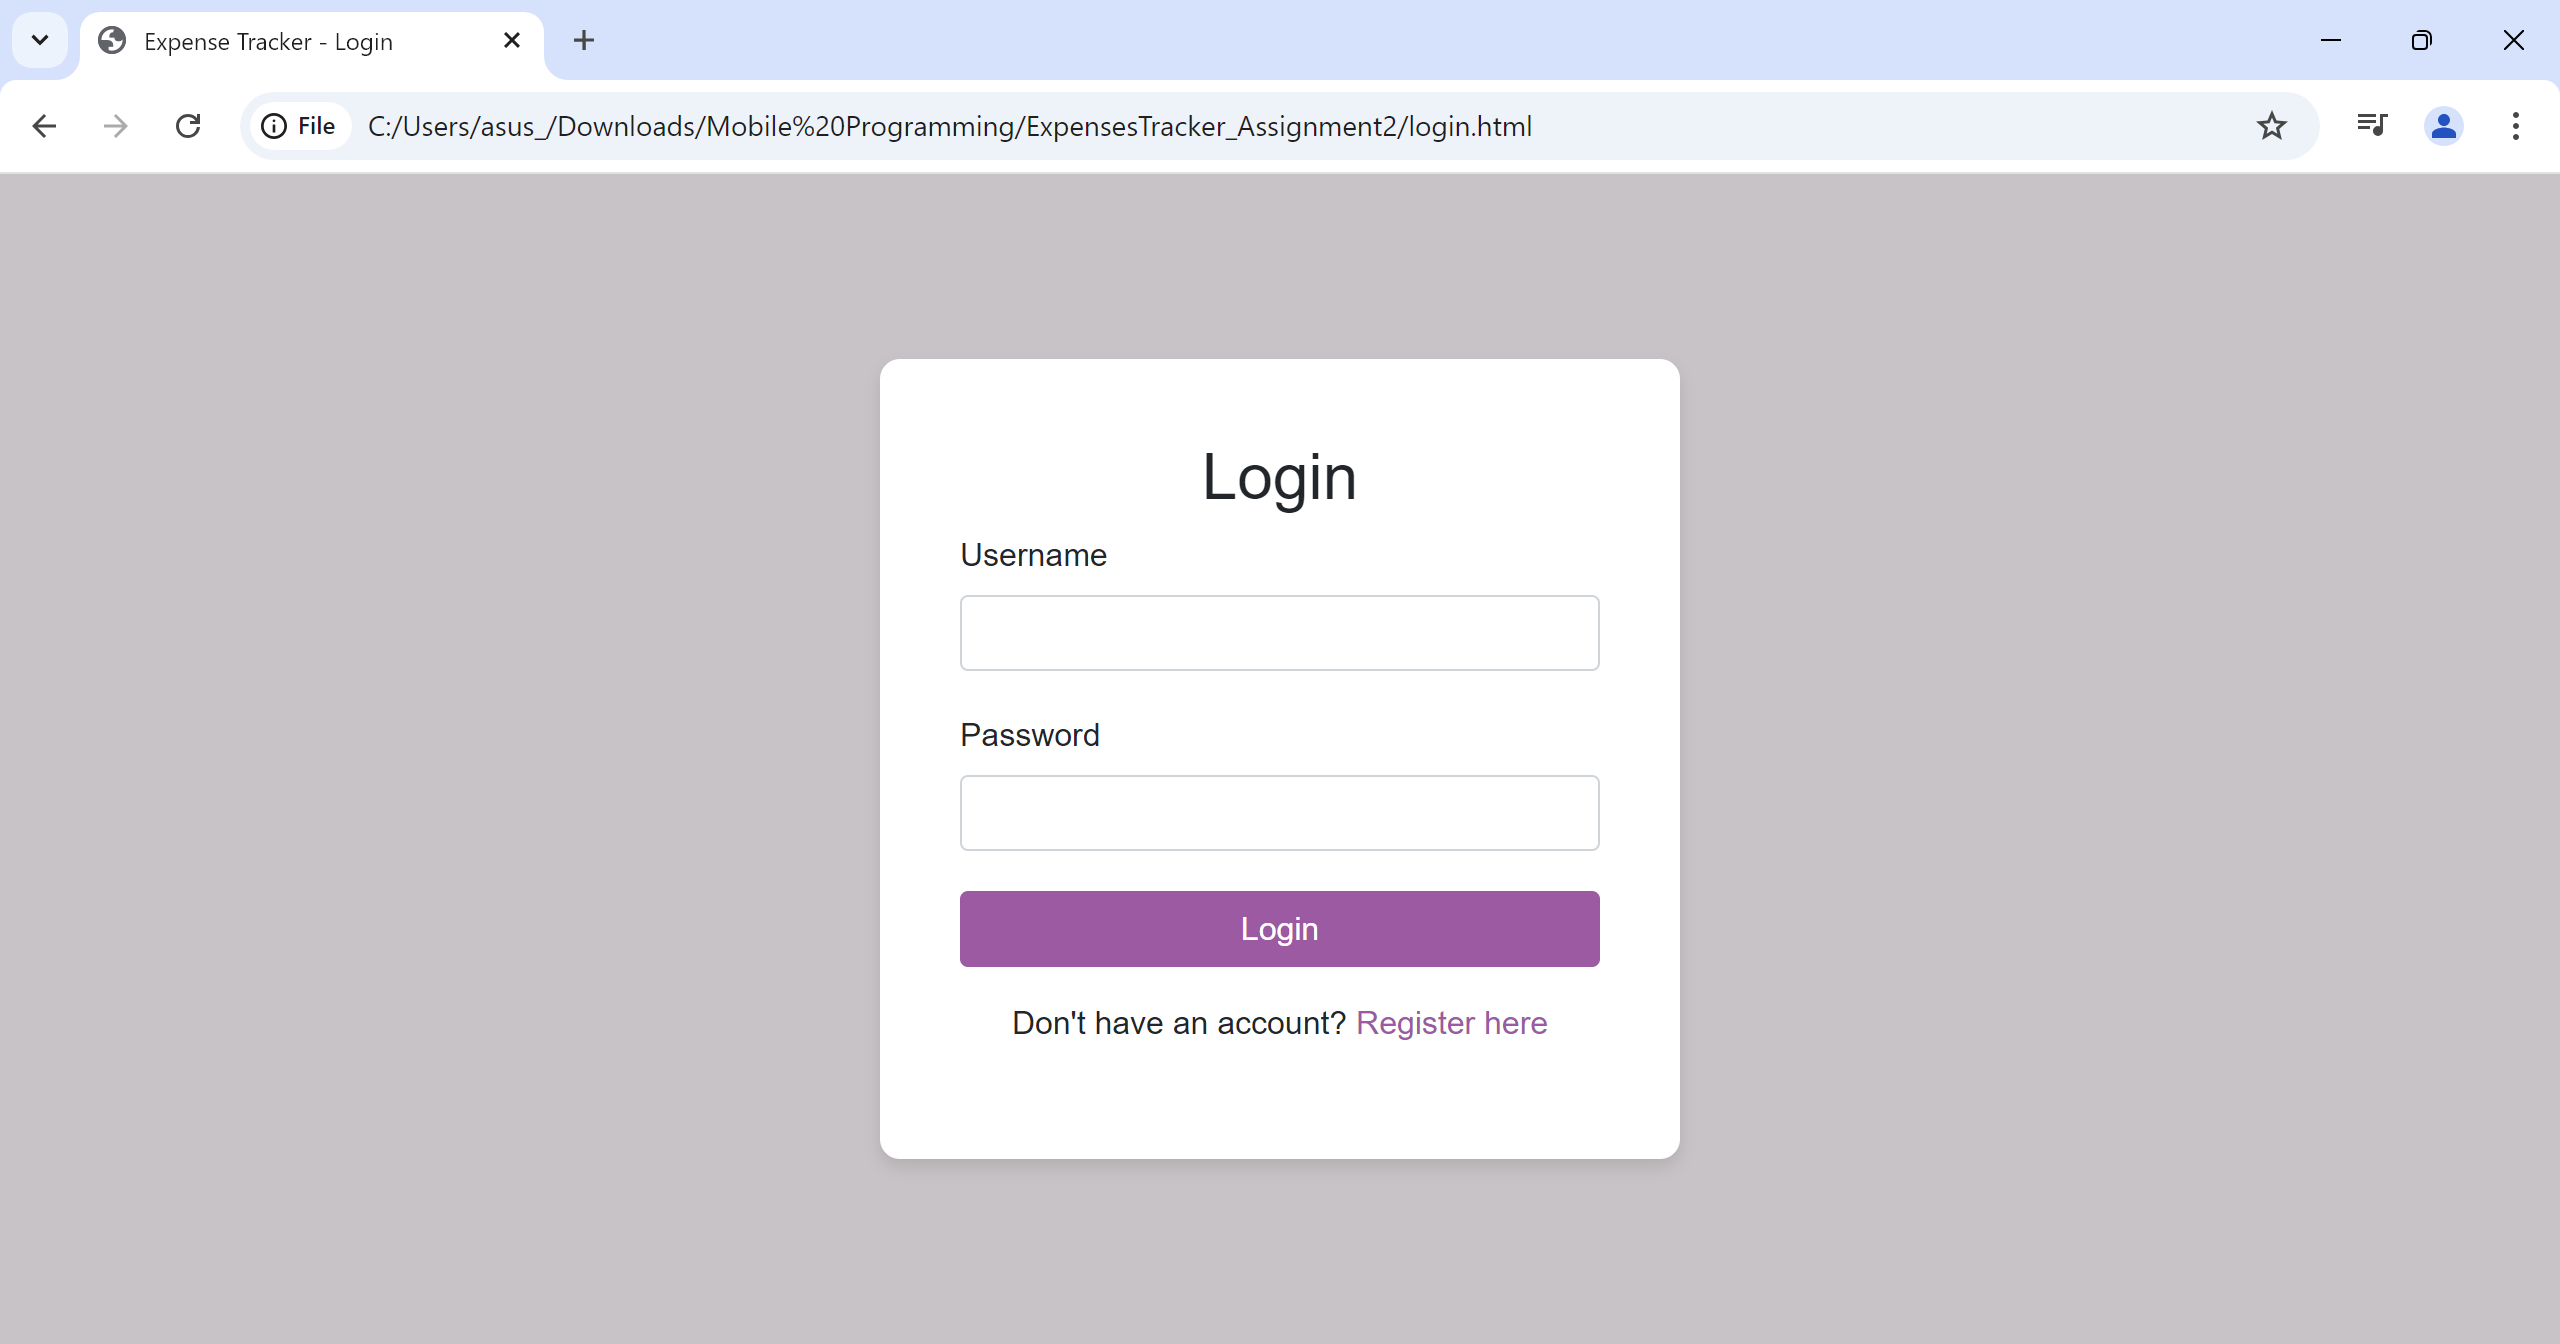 Expense Tracker - Login
File
C:/Users/asus_/Downloads/Mobile%20Programming/ExpensesTracker_Assignment2/login.html
Login
Username
Password
Login
Don't have an account? Register here